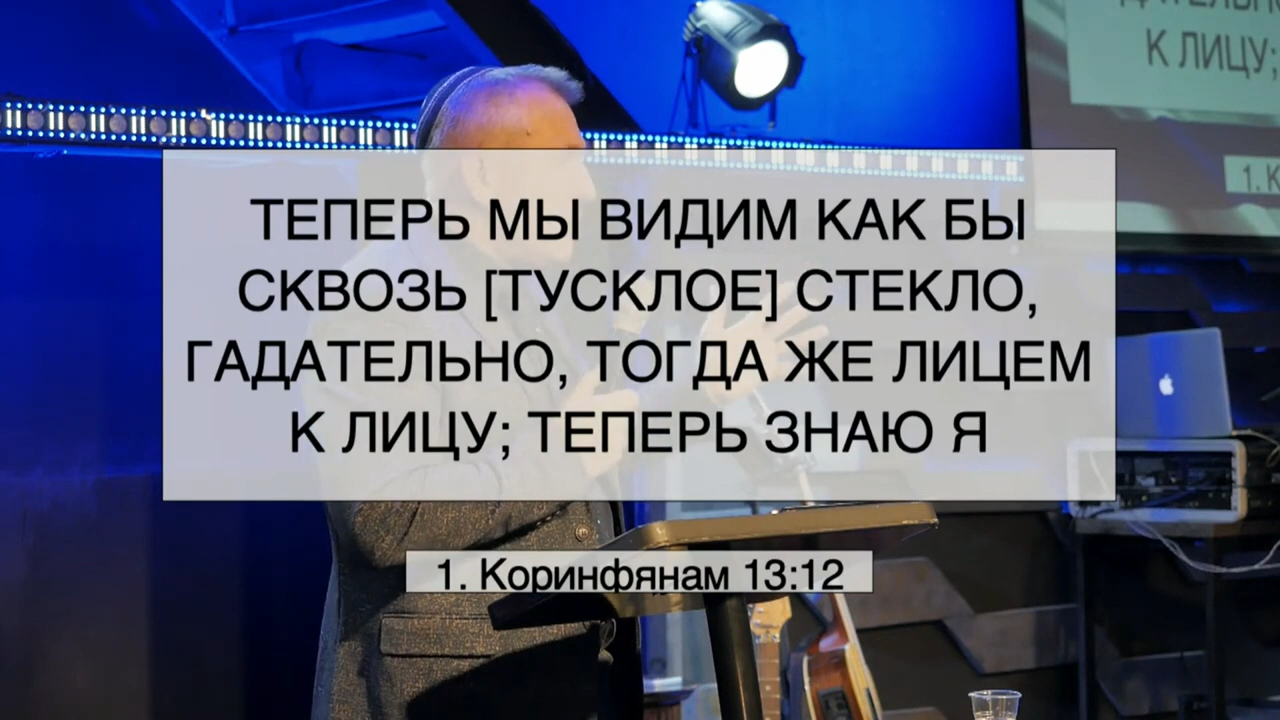 ТЕПЕРЬ МЫ ВИДИМ КАК БЫ
СКВОЗЬ [ТУСКЛОЕ] СТЕКЛО,
ГАДАТЕЛЬНО, ТОГДА ЖЕ ЛИЦЕМ
К ЛИЦУ; ТЕПЕРЬ ЗНАЮ Я
1. Коринфянам 13:12
К ЛИЦУ;